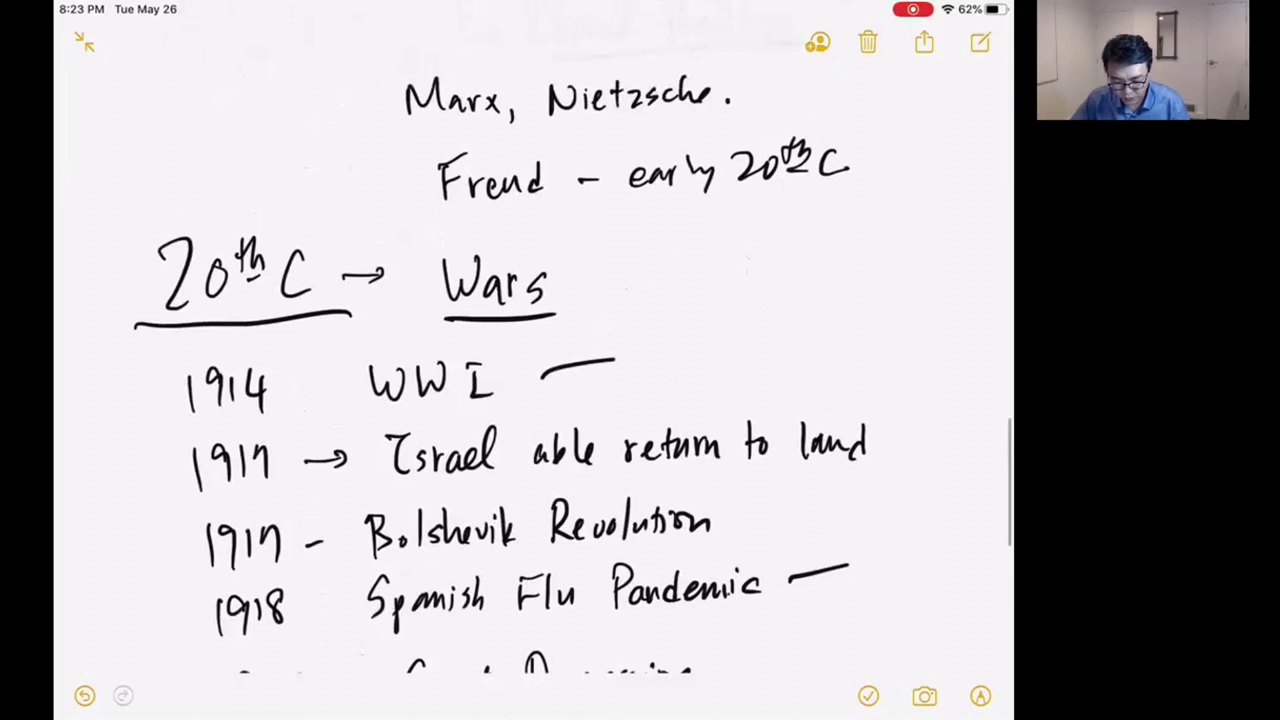 8:23 PM Tue May 26 62%
Marx, Nietzsche.
Freud - early 20th C
20th C → Wars
1914 WWI —
1917 → Israel able return to land
1917 - Bolshevik Revolution
1918 Spanish Flu Pandemic —